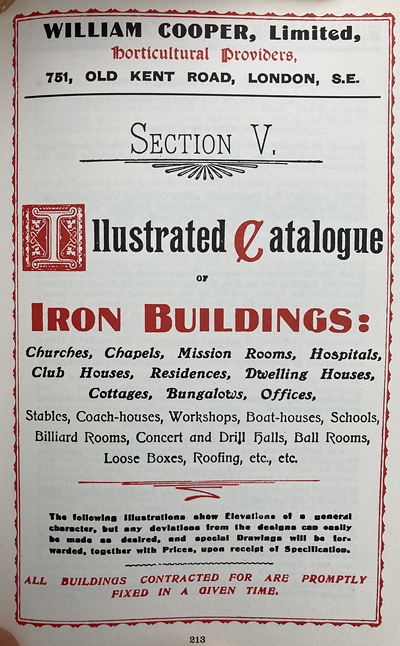 WILLIAM COOPER, Limited,
Horticultural Providers,
751, OLD KENT ROAD, LONDON, S.E.
SECTION V.
Illustrated Catalogue
OF
IRON BUILDINGS:
Churches, Chapels, Mission Rooms, Hospitals,
Club Houses, Residences, Dwelling Houses,
Cottages, Bungalows, Offices,
Stables, Coach-houses, Workshops, Boat-houses, Schools,
Billiard Rooms, Concert and Drill Halls, Ball Rooms,
Loose Boxes, Roofing, etc., etc.
The following Illustrations show Elevations of a general
character, but any deviations from the designs can easily
be made as desired, and special Drawings will be for-
warded, together with Prices, upon receipt of Specification.
ALL BUILDINGS CONTRACTED FOR ARE PROMPTLY
FIXED IN A GIVEN TIME.
213